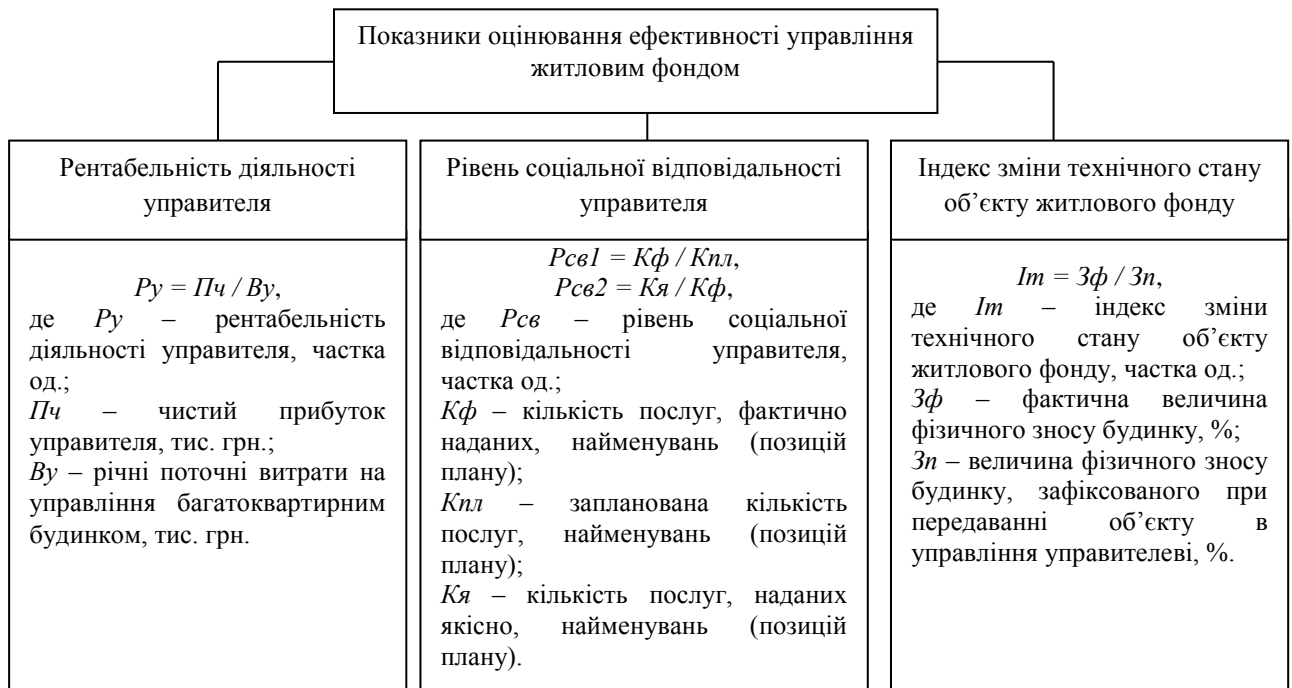 Показники оцінювання ефективності управління
житловим фондом
Рентабельність діяльності
управителя
Ру = Пч / Ву,
де Ру – рентабельність
діяльності управителя, частка
од.;
Пч – чистий прибуток
управителя, тис. грн.;
Ву – річні поточні витрати на
управління багатоквартирним
будинком, тис. грн.
Рівень соціальної відповідальності
управителя
Рсв1 = Кф / Кпл,
Рсв2 = Кя / Кф,
де Рсв – рівень соціальної
відповідальності управителя,
частка од.;
Кф – кількість послуг, фактично
наданих, найменувань (позицій
плану);
Кпл – запланована кількість
послуг, найменувань (позицій
плану);
Кя – кількість послуг, наданих
якісно, найменувань (позицій
плану).
Індекс зміни технічного стану
об’єкту житлового фонду
Іт = Зф / Зп,
де Іт – індекс зміни
технічного стану об’єкту
житлового фонду, частка од.;
Зф – фактична величина
фізичного зносу будинку, %;
Зп – величина фізичного зносу
будинку, зафіксованого при
передаванні об’єкту в
управління управителеві, %.